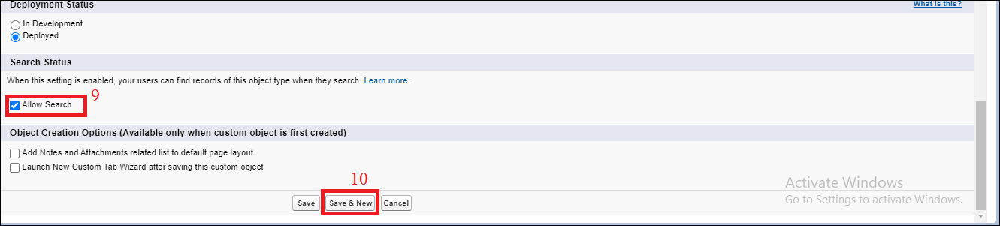 Deployment Status
What is this?
In Development
Deployed
Search Status
When this setting is enabled, your users can find records of this object type when they search. Learn more.
9
Allow Search
Object Creation Options (Available only when custom object is first created)
Add Notes and Attachments related list to default page layout
Launch New Custom Tab Wizard after saving this custom object
10
Save Save & New Cancel
Activate Windows
Go to Settings to activate Windows.